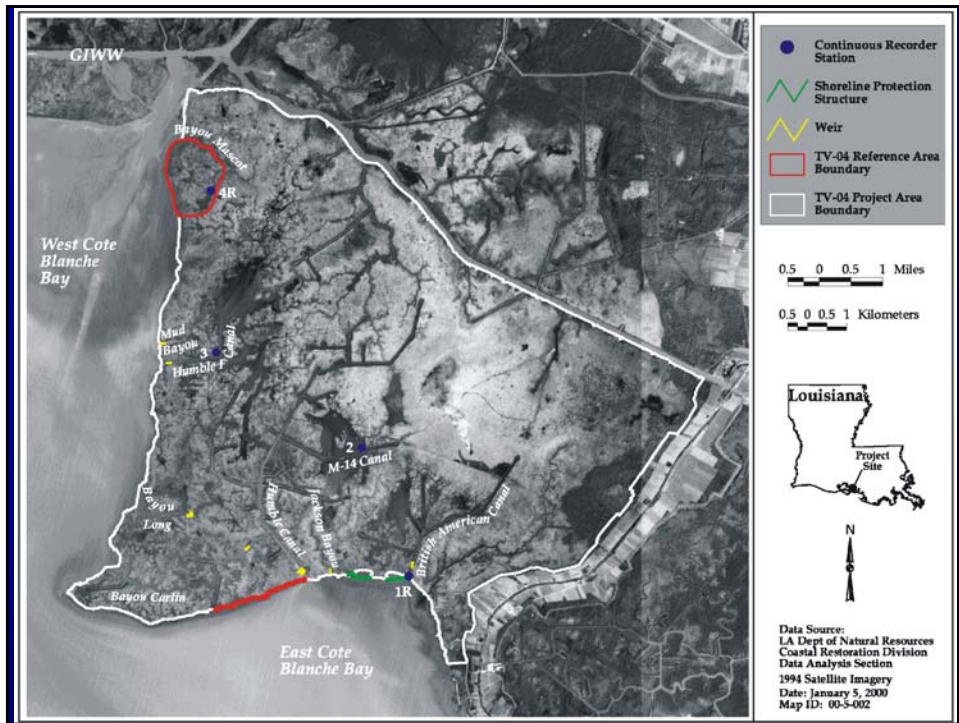 GIWW
Bayou Mascot
4R
West Cote
Blanche
Bay
Mud
Bayou
3
Humble F
Canal
2
M-14 Canal
Bayou
Long
Humble Canal
Jackson Bayou
British American Canal
1R
Bayou Carlin
East Cote
Blanche Bay
Continuous Recorder
Station
Shoreline Protection
Structure
Weir
TV-04 Reference Area
Boundary
TV-04 Project Area
Boundary
0.5 0 0.5 1 Miles
0.5 0 0.5 1 Kilometers
Louisiana
Project
Site
N
Data Source:
LA Dept of Natural Resources
Coastal Restoration Division
Data Analysis Section
1994 Satellite Imagery
Date: January 5, 2000
Map ID: 00-5-002